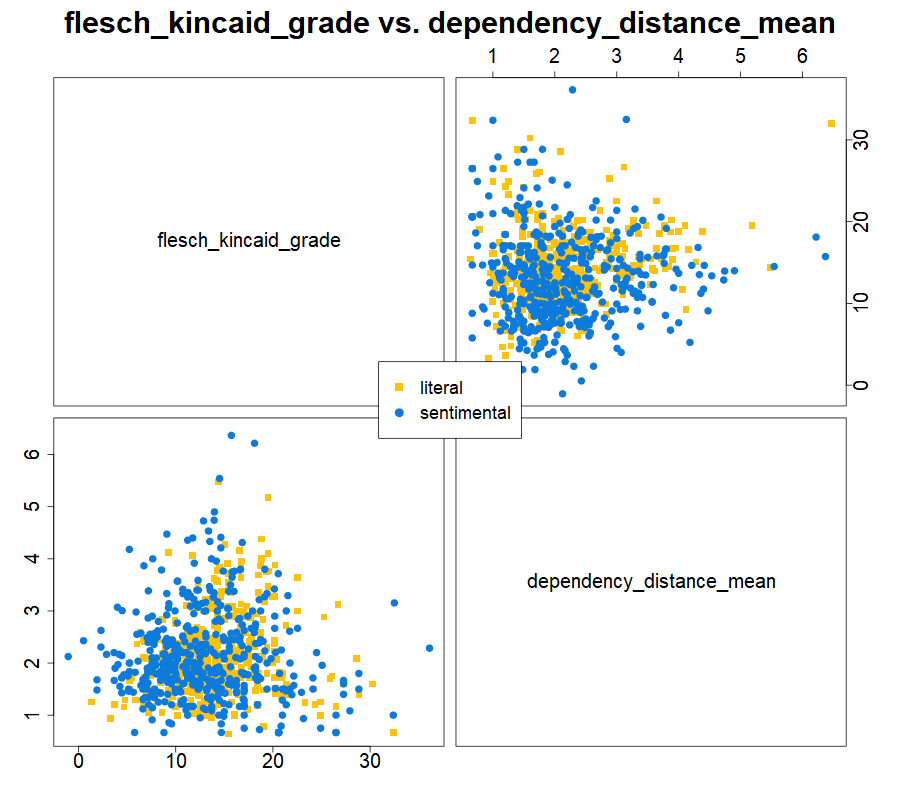 flesch_kincaid_grade vs. dependency_distance_mean
1 2 3 4 5 6
flesch_kincaid_grade
30
20
10
0
literal
sentimental
6
5
4
3
2
1
dependency_distance_mean
0 10 20 30